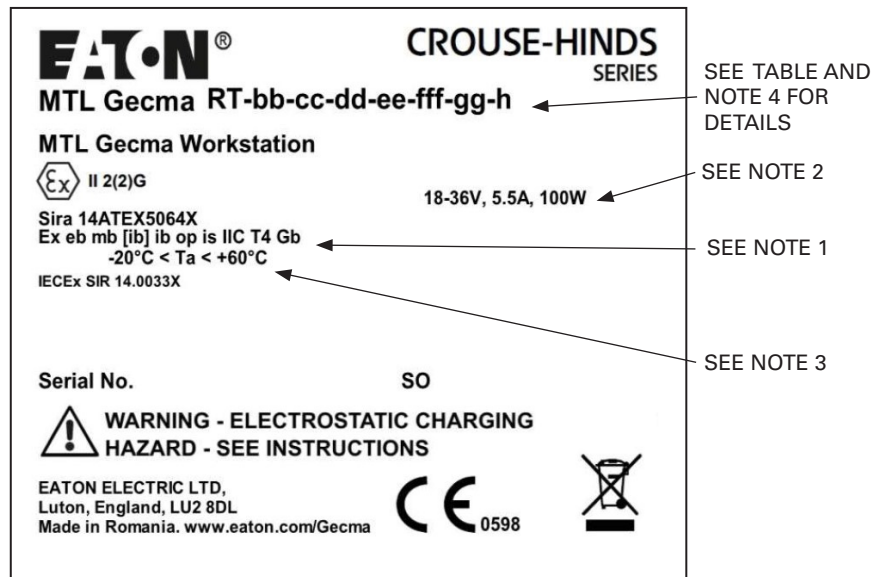 EATON®
CROUSE-HINDS
SERIES
MTL Gecma RT-bb-cc-dd-ee-fff-gg-h
SEE TABLE AND
NOTE 4 FOR
DETAILS
MTL Gecma Workstation
Ex II 2(2)G
18-36V, 5.5A, 100W
SEE NOTE 2
Sira 14ATEX5064X
Ex eb mb [ib] ib op is IIC T4 Gb
SEE NOTE 1
-20°C < Ta < +60°C
IECEx SIR 14.0033X
SEE NOTE 3
Serial No.
SO
WARNING - ELECTROSTATIC CHARGING
HAZARD - SEE INSTRUCTIONS
EATON ELECTRIC LTD,
Luton, England, LU2 8DL
Made in Romania. www.eaton.com/Gecma
CE 0598